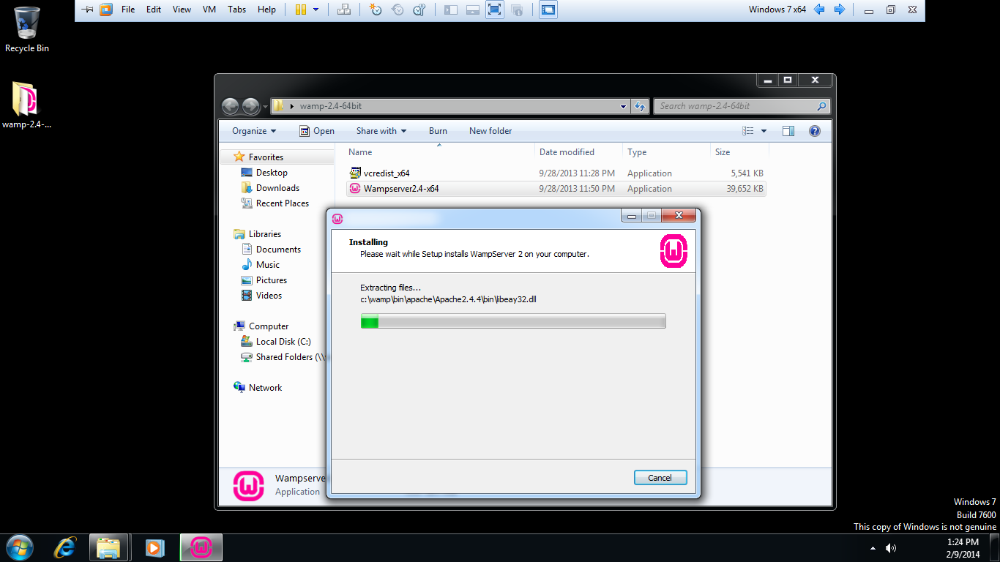 File Edit View VM Tabs Help
Windows 7 x64
Recycle Bin
wamp-2.4-...
wamp-2.4-64bit
Search wamp-2.4-64bit
Organize Open Share with Burn New folder
Name Date modified Type Size
Favorites
Desktop
Downloads
Recent Places
Libraries
Documents
Music
Pictures
Videos
Computer
Local Disk (C:)
Shared Folders (\\
Network
vcredist_x64 9/28/2013 11:28 PM Application 5,541 KB
Wampserver2.4-x64 9/28/2013 11:50 PM Application 39,652 KB
Installing
Please wait while Setup installs WampServer 2 on your computer.
Extracting files...
c:\wamp\bin\apache\Apache2.4.4\bin\libeay32.dll
Cancel
Wampserve
Application
Windows 7
Build 7600
This copy of Windows is not genuine
1:24 PM
2/9/2014